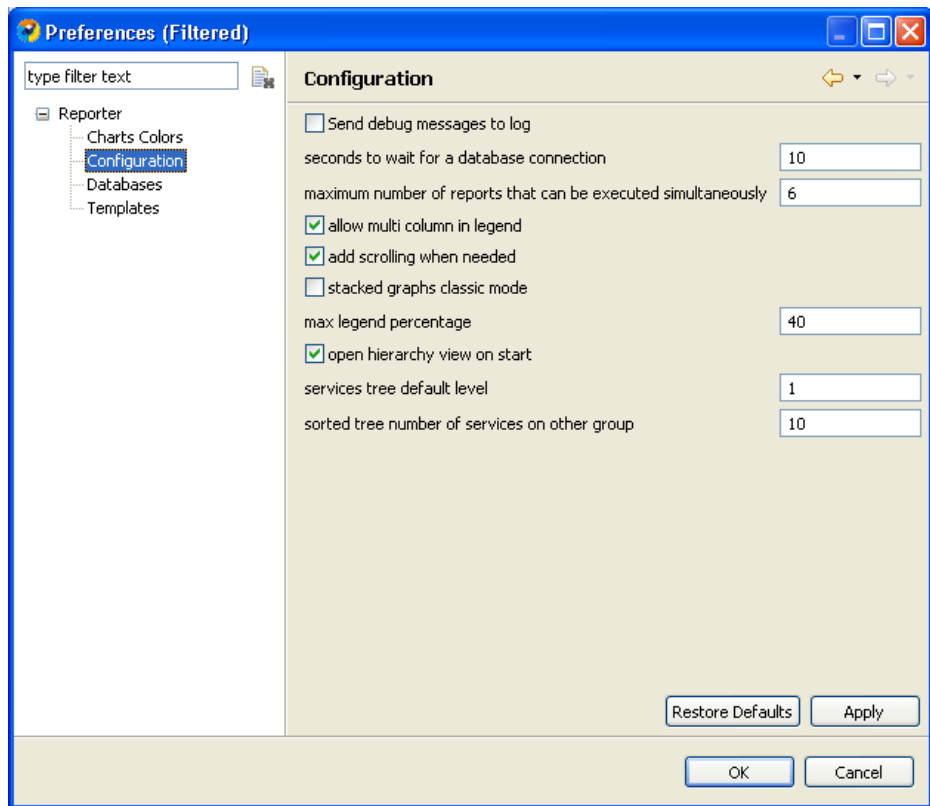 Preferences (Filtered)
type filter text
Reporter
Charts Colors
Configuration
Databases
Templates
Configuration
Send debug messages to log
seconds to wait for a database connection 10
maximum number of reports that can be executed simultaneously 6
allow multi column in legend
add scrolling when needed
stacked graphs classic mode
max legend percentage 40
open hierarchy view on start
services tree default level 1
sorted tree number of services on other group 10
Restore Defaults Apply
OK Cancel